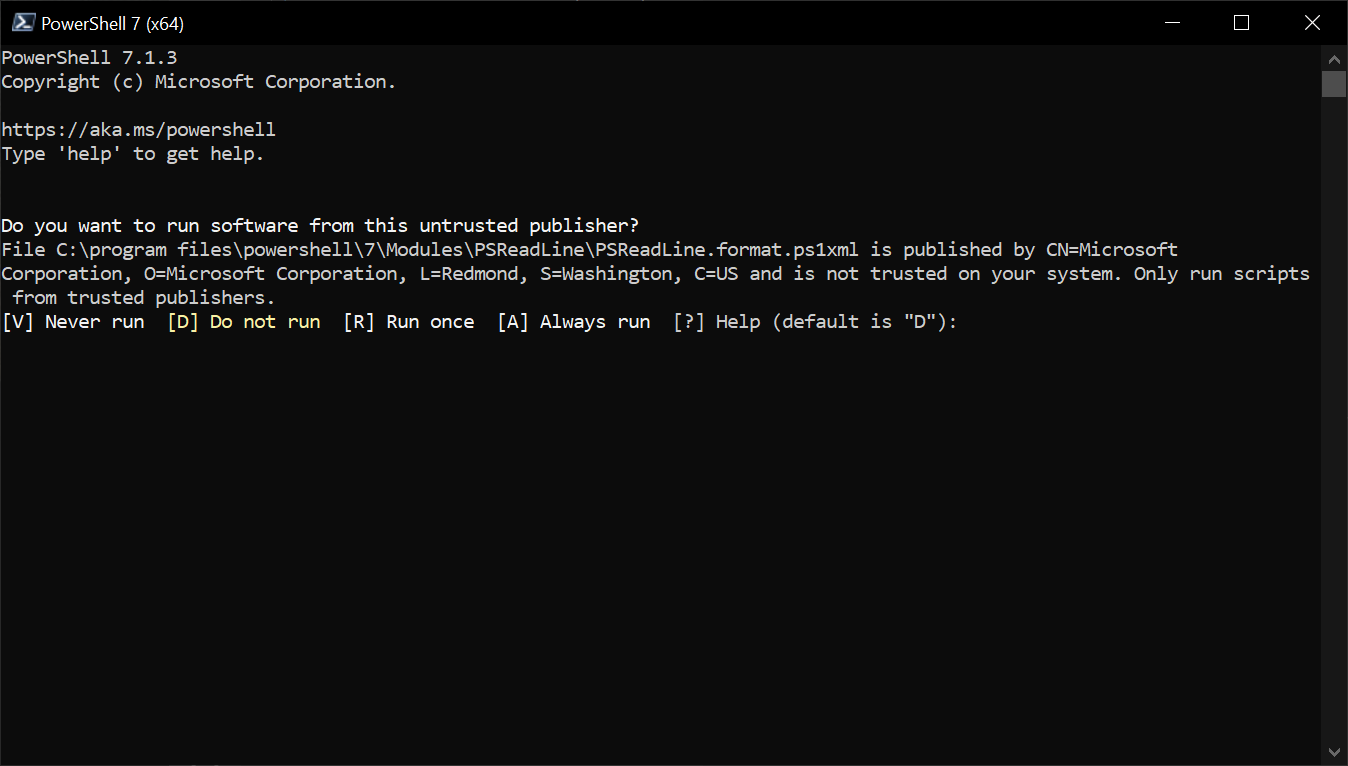 PowerShell 7 (x64)
PowerShell 7.1.3
Copyright (c) Microsoft Corporation.
https://aka.ms/powershell
Type 'help' to get help.
Do you want to run software from this untrusted publisher?
File C:\program files\powershell\7\Modules\PSReadLine\PSReadLine.format.ps1xml is published by CN=Microsoft
Corporation, O=Microsoft Corporation, L=Redmond, S=Washington, C=US and is not trusted on your system. Only run scripts
 from trusted publishers.
[V] Never run  [D] Do not run  [R] Run once  [A] Always run  [?] Help (default is "D"):